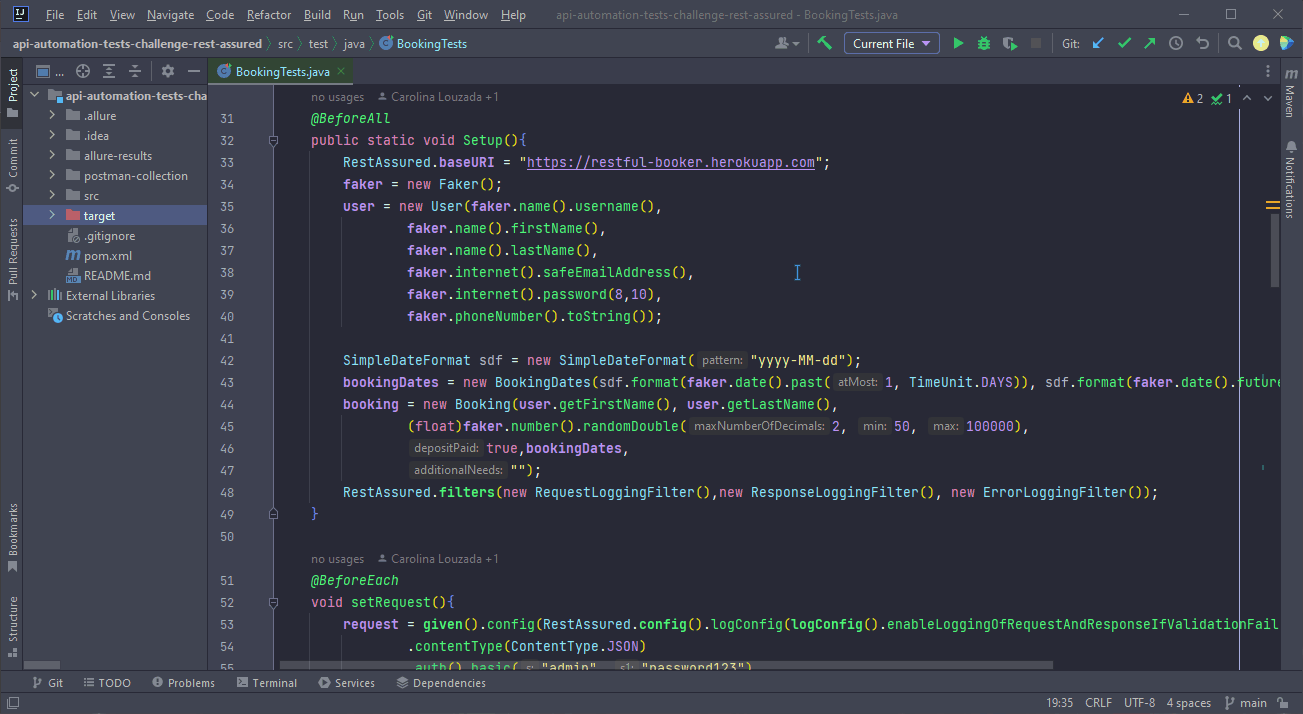 IJ File Edit View Navigate Code Refactor Build Run Tools Git Window Help api-automation-tests-challenge-rest-assured - BookingTests.java
api-automation-tests-challenge-rest-assured src test java BookingTests Current File Git:
Project
Commit
Pull Requests
Bookmarks
Structure
...
api-automation-tests-cha
.allure
.idea
allure-results
postman-collection
src
target
.gitignore
pom.xml
README.md
External Libraries
Scratches and Consoles
BookingTests.java
no usages Carolina Louzada +1 2 1
31 @BeforeAll
32 public static void Setup(){
33 RestAssured.baseURI = "https://restful-booker.herokuapp.com";
34 faker = new Faker();
35 user = new User(faker.name().username(),
36 faker.name().firstName(),
37 faker.name().lastName(),
38 faker.internet().safeEmailAddress(),
39 faker.internet().password(8,10),
40 faker.phoneNumber().toString());
41
42 SimpleDateFormat sdf = new SimpleDateFormat( pattern: "yyyy-MM-dd");
43 bookingDates = new BookingDates(sdf.format(faker.date().past( atMost: 1, TimeUnit.DAYS)), sdf.format(faker.date().future
44 booking = new Booking(user.getFirstName(), user.getLastName(),
45 (float)faker.number().randomDouble( maxNumberOfDecimals: 2, min: 50, max: 100000),
46 depositPaid: true,bookingDates,
47 additionalNeeds: "");
48 RestAssured.filters(new RequestLoggingFilter(),new ResponseLoggingFilter(), new ErrorLoggingFilter());
49 }
50
no usages Carolina Louzada +1
51 @BeforeEach
52 void setRequest(){
53 request = given().config(RestAssured.config().logConfig(logConfig().enableLoggingOfRequestAndResponseIfValidationFail
54 .contentType(ContentType.JSON)
55 .auth().basic( s: "admin", s1: "password123")
m Maven
Notifications
Git TODO Problems Terminal Services Dependencies
19:35 CRLF UTF-8 4 spaces main